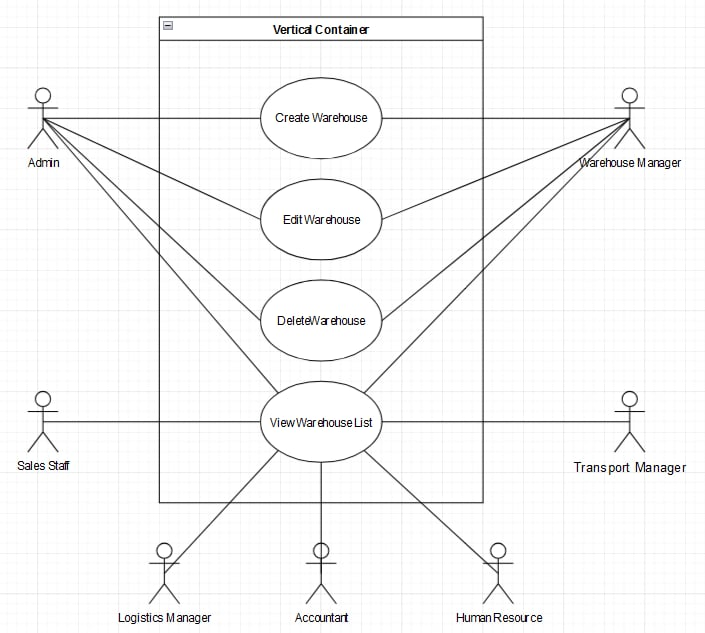 Vertical Container
Create Warehouse
Admin
Warehouse Manager
Edit Warehouse
DeleteWarehouse
View Warehouse List
Sales Staff
Transport Manager
Logistics Manager
Accountant
Human Resource